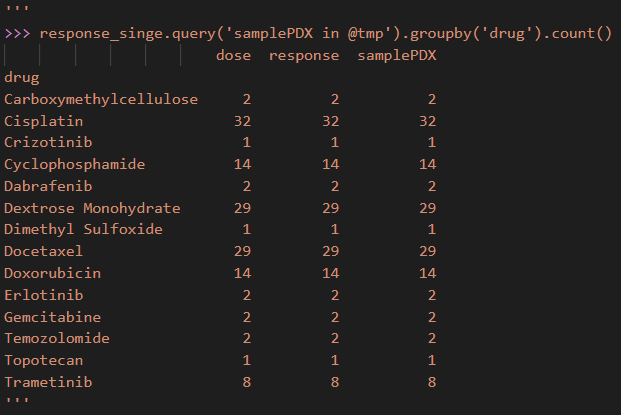 '''
>>> response_singe.query('samplePDX in @tmp').groupby('drug').count()
dose response samplePDX
drug
Carboxymethylcellulose 2 2 2
Cisplatin 32 32 32
Crizotinib 1 1 1
Cyclophosphamide 14 14 14
Dabrafenib 2 2 2
Dextrose Monohydrate 29 29 29
Dimethyl Sulfoxide 1 1 1
Docetaxel 29 29 29
Doxorubicin 14 14 14
Erlotinib 2 2 2
Gemcitabine 2 2 2
Temozolomide 2 2 2
Topotecan 1 1 1
Trametinib 8 8 8
'''